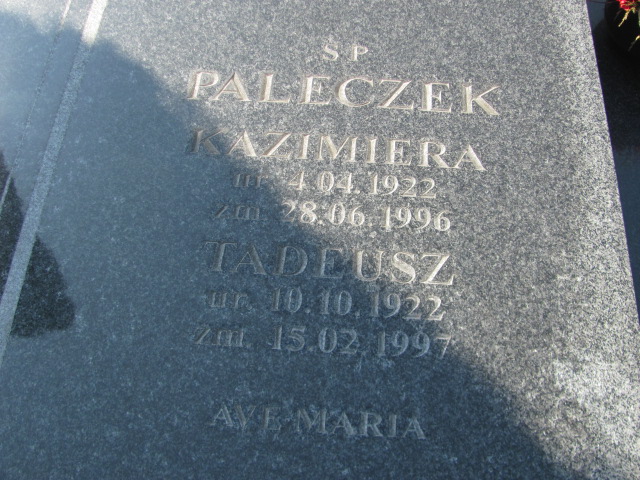 ŚP
PALECZEK
KAZIMIERA
ur. 4.04.1922
zm. 28.06.1996
TADEUSZ
ur. 10.10.1922
zm. 15.02.1997
AVE MARIA